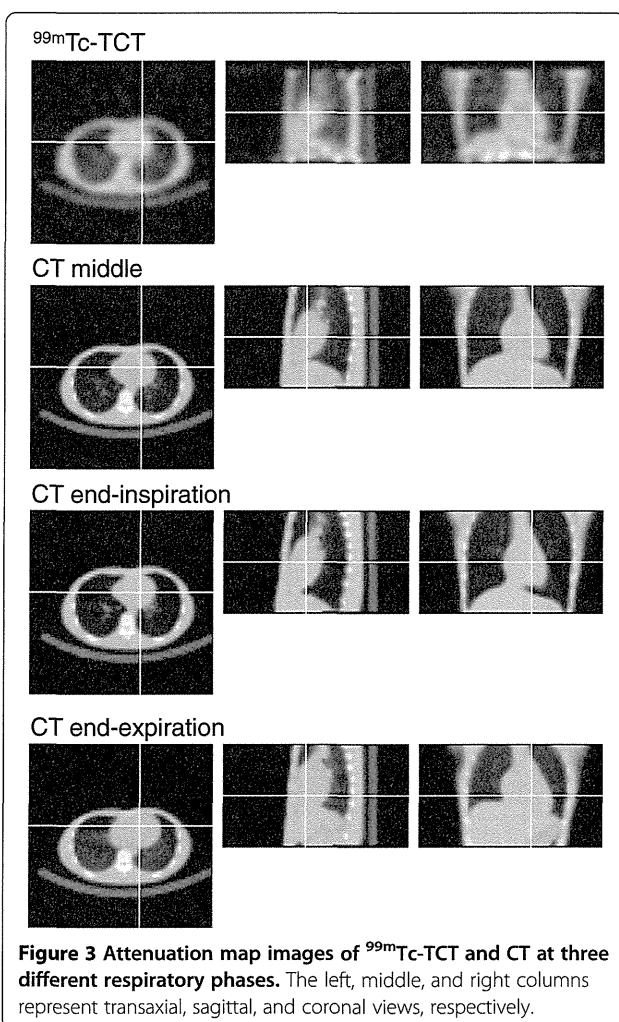 99mTc-TCT
CT middle
CT end-inspiration
CT end-expiration
Figure 3 Attenuation map images of 99mTc-TCT and CT at three
different respiratory phases. The left, middle, and right columns
represent transaxial, sagittal, and coronal views, respectively.